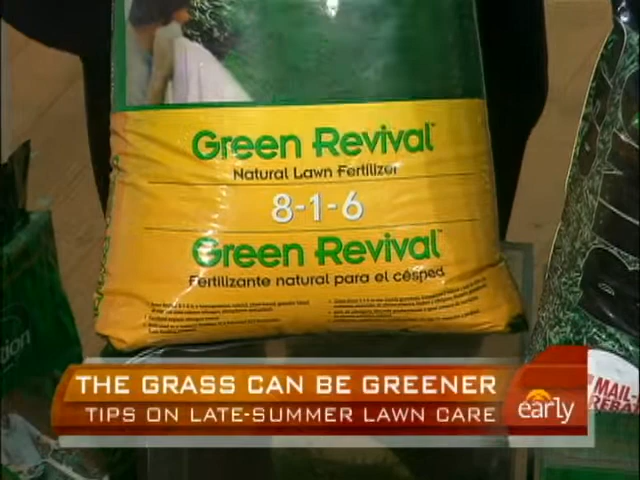 Green Revival
Natural Lawn Fertilizer
8-1-6
Green Revival
Fertilizante natural para el césped
THE GRASS CAN BE GREENER
TIPS ON LATE-SUMMER LAWN CARE
early
MAIL-
REBA